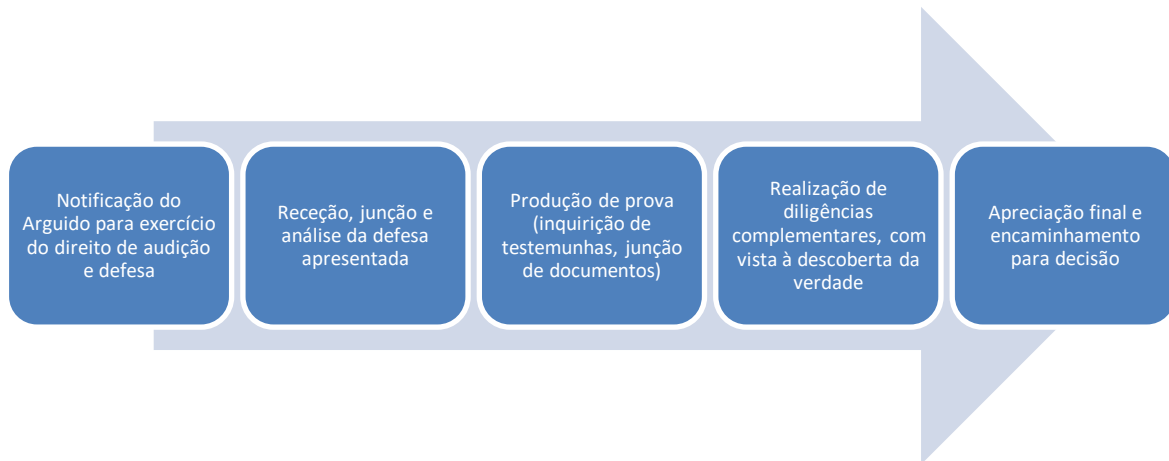 Notificação do
Arguido para exercício
do direito de audição
e defesa
Receção, junção e
análise da defesa
apresentada
Produção de prova
(inquirição de
testemunhas, junção
de documentos)
Realização de
diligências
complementares, com
vista à descoberta da
verdade
Apreciação final e
encaminhamento
para decisão